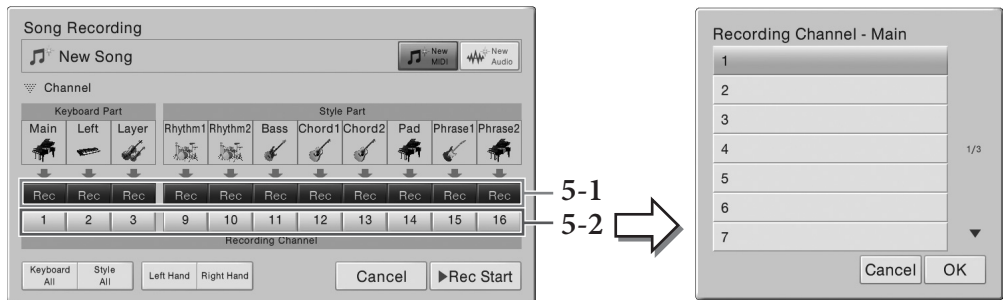 Song Recording
New Song
New MIDI
New Audio
Channel
Keyboard Part
Style Part
Main Left Layer Rhythm1 Rhythm2 Bass Chord1 Chord2 Pad Phrase1 Phrase2
Rec Rec Rec Rec Rec Rec Rec Rec Rec Rec Rec
5-1
1 2 3 9 10 11 12 13 14 15 16
5-2
Recording Channel
Keyboard All
Style All
Left Hand Right Hand
Cancel ▶Rec Start
Recording Channel - Main
1
2
3
4
1/3
5
6
7
Cancel OK